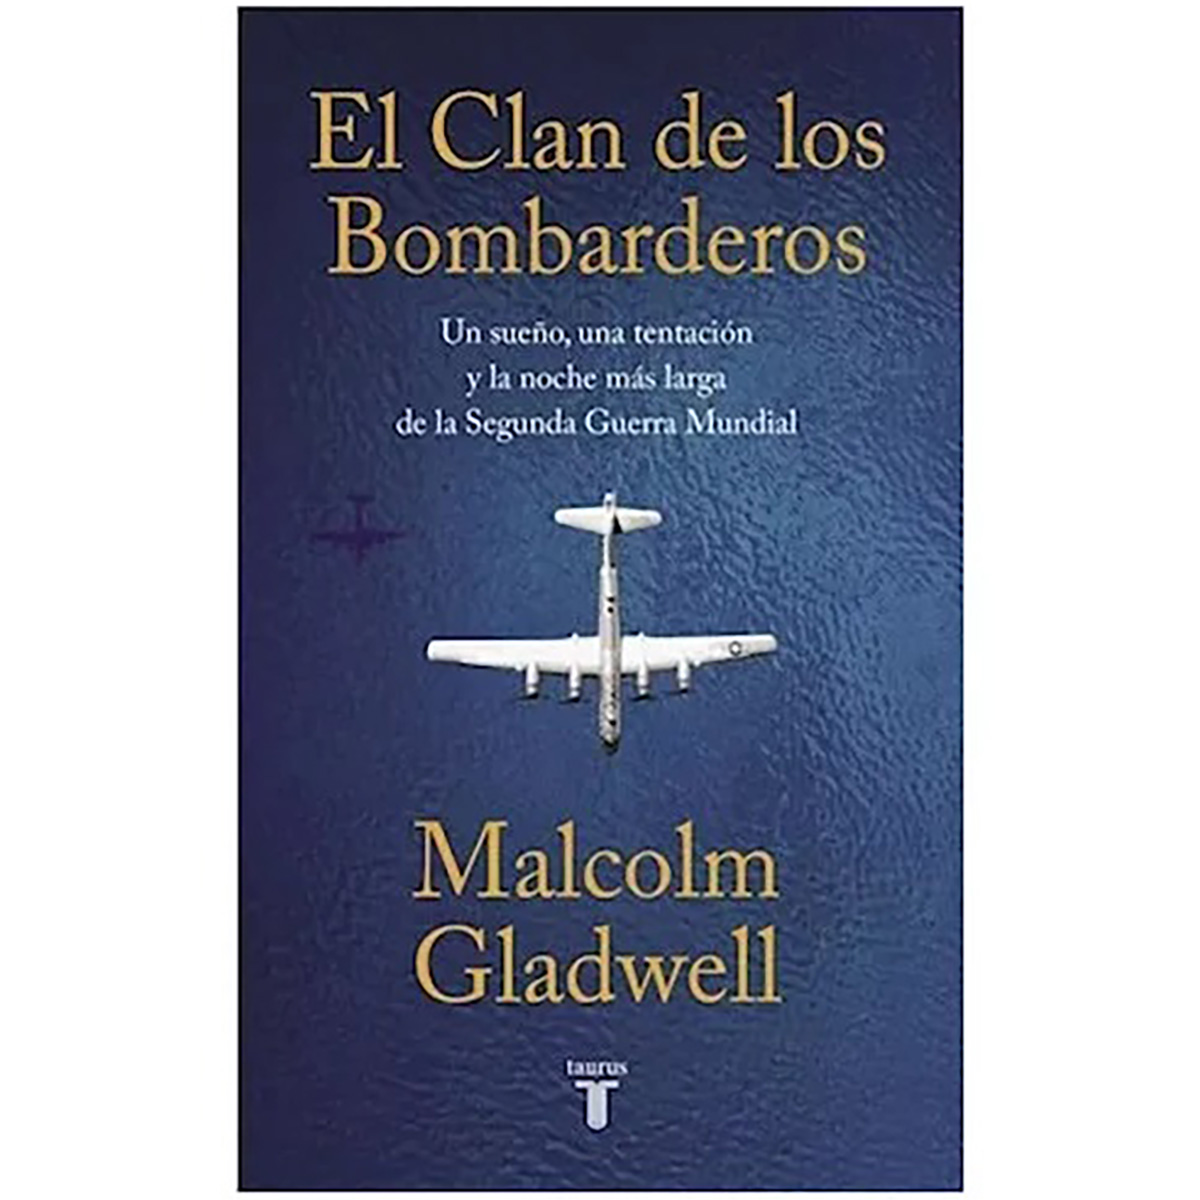 El Clan de los
Bombarderos
Un sueño, una tentación
y la noche más larga
de la Segunda Guerra Mundial
Malcolm
Gladwell
taurus